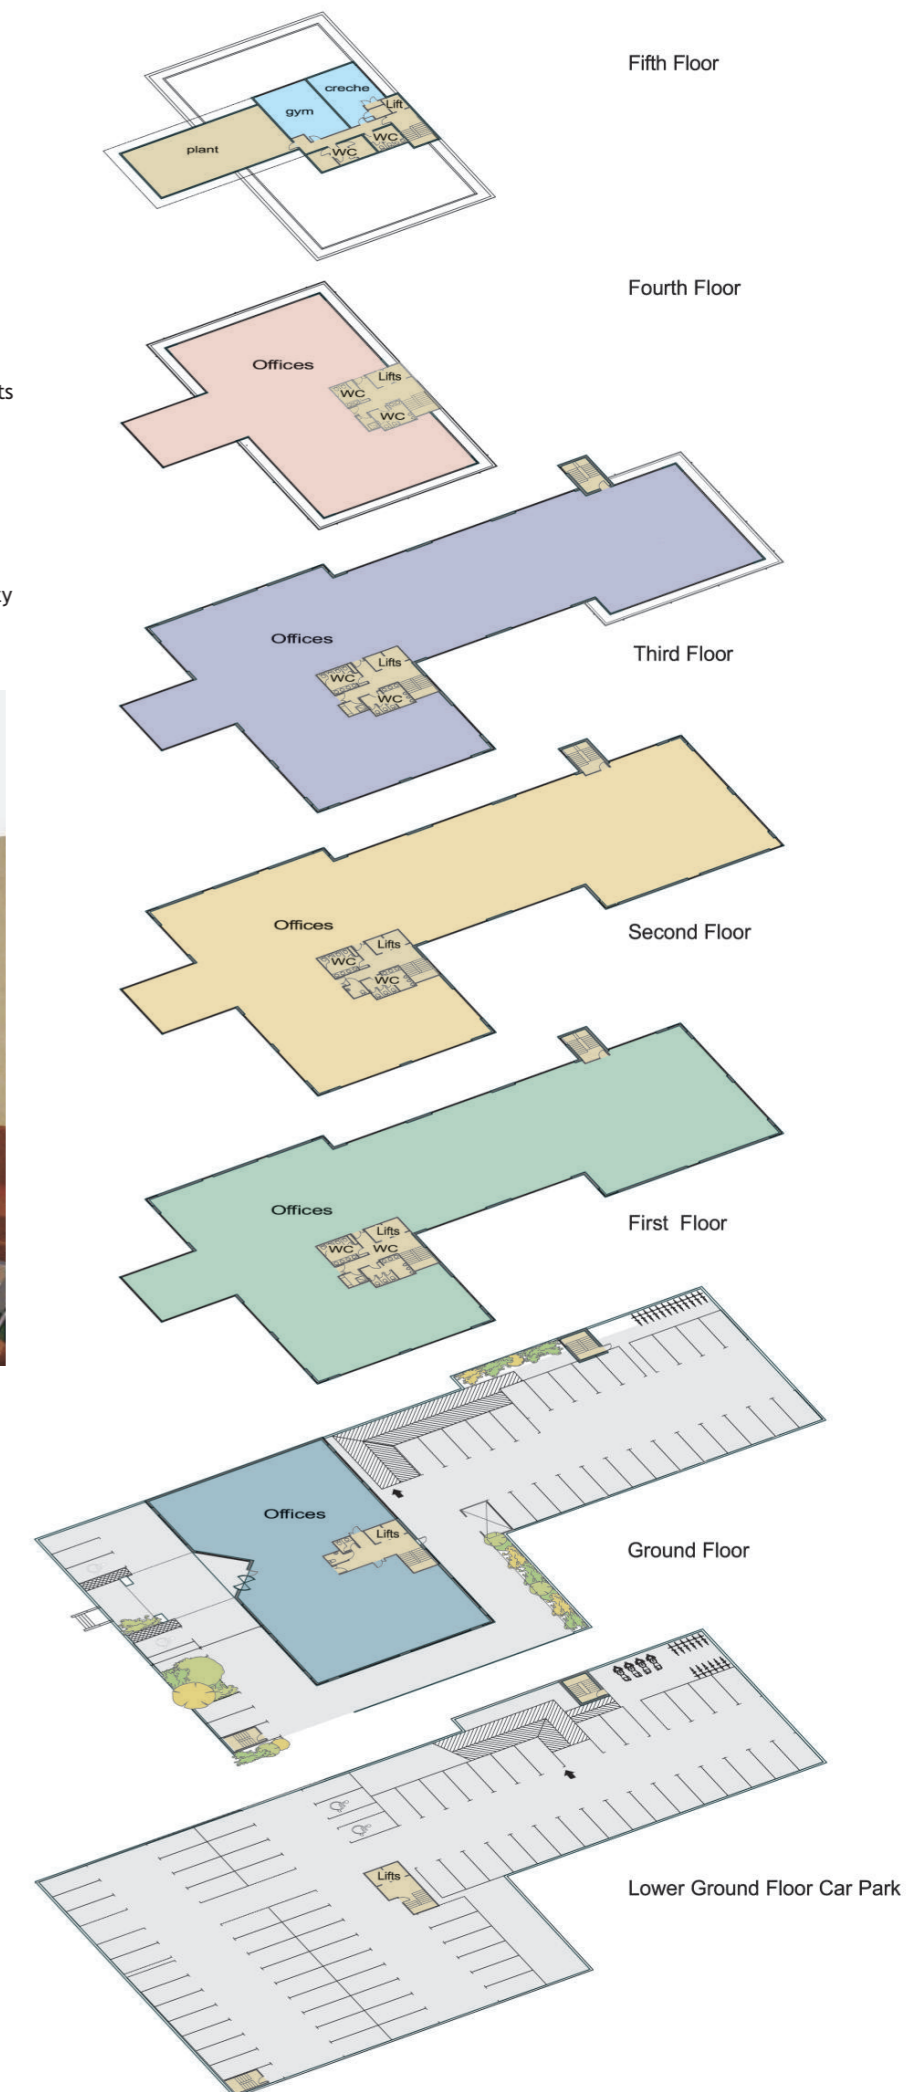 Fifth Floor
creche
gym
Lift
plant
WC
WC
Fourth Floor
Offices
Lifts
WC
WC
ts
Third Floor
Offices
Lifts
WC
WC
Second Floor
Offices
Lifts
WC
WC
First Floor
Offices
Lifts
WC
WC
Ground Floor
Offices
Lifts
Lower Ground Floor Car Park
Lifts